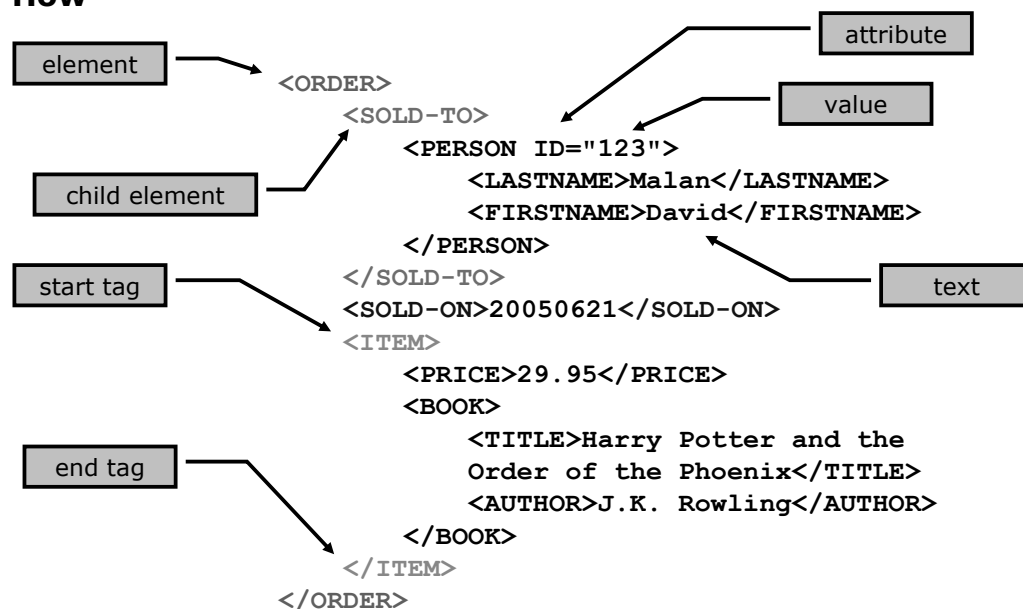 How
attribute
element
<ORDER>
<SOLD-TO>
value
<PERSON ID="123">
<LASTNAME>Malan</LASTNAME>
child element
<FIRSTNAME>David</FIRSTNAME>
</PERSON>
</SOLD-TO>
start tag
text
<SOLD-ON>20050621</SOLD-ON>
<ITEM>
<PRICE>29.95</PRICE>
<BOOK>
<TITLE>Harry Potter and the
end tag
Order of the Phoenix</TITLE>
<AUTHOR>J.K. Rowling</AUTHOR>
</BOOK>
</ITEM>
</ORDER>